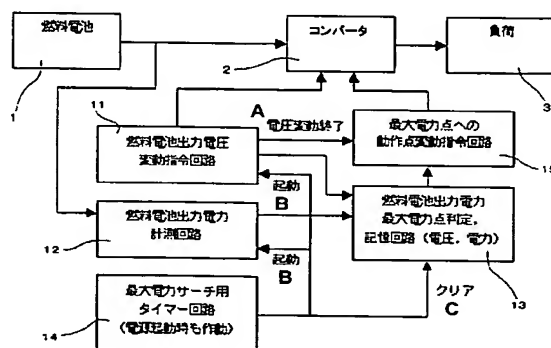 燃料電池
1
コンバータ
2
負荷
3
11
A
燃料電池出力電圧
変動指令回路
電圧変動終了
最大電力点への
動作点変動指令回路
15
起動
B
燃料電池出力電力
計測回路
12
燃料電池出力電力
最大電力点判定,
記憶回路(電圧,電力)
13
起動
B
最大電力サーチ用
タイマー回路
(電源起動時も作動)
14
クリア
C